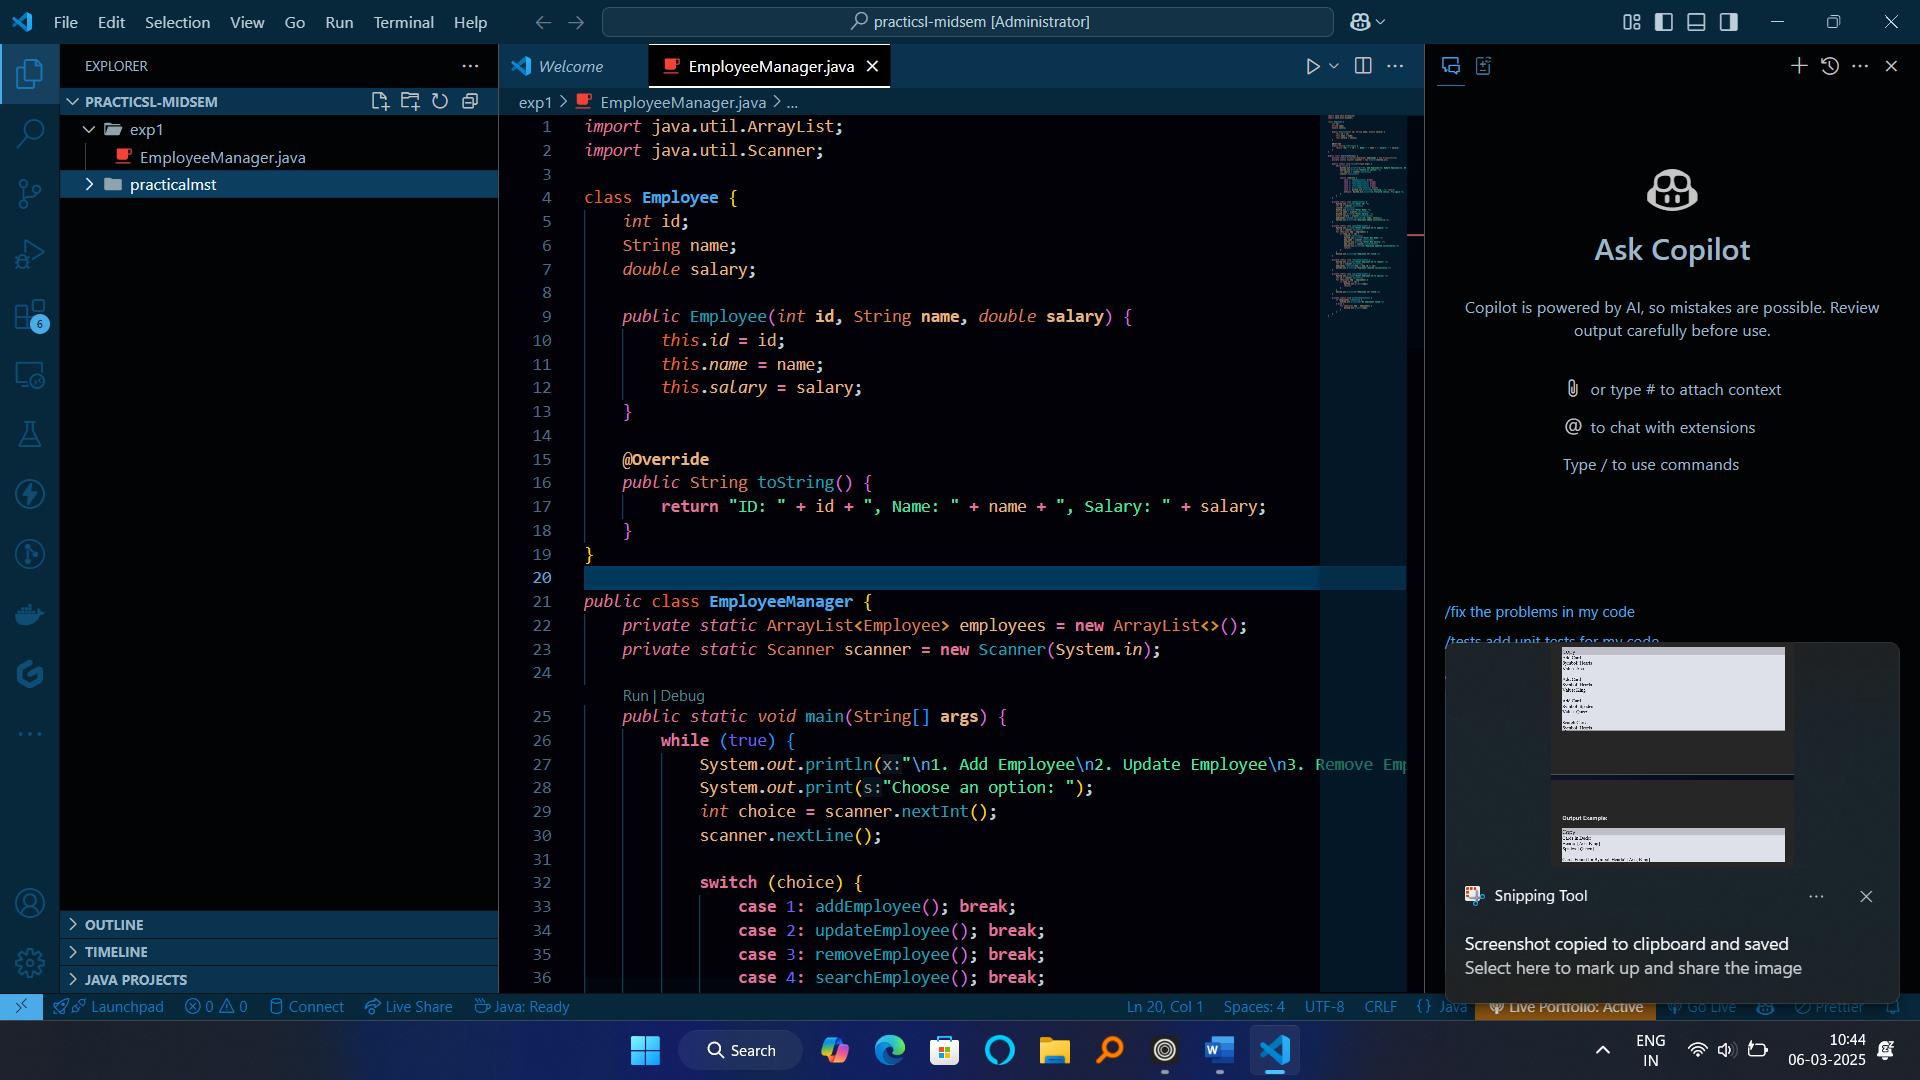 File Edit Selection View Go Run Terminal Help
practicsl-midsem [Administrator]
EXPLORER
PRACTICSL-MIDSEM
exp1
EmployeeManager.java
practicalmst
OUTLINE
TIMELINE
JAVA PROJECTS
6
Welcome
EmployeeManager.java
exp1 > EmployeeManager.java > ...
1 import java.util.ArrayList;
2 import java.util.Scanner;
3
4 class Employee {
5 int id;
6 String name;
7 double salary;
8
9 public Employee(int id, String name, double salary) {
10 this.id = id;
11 this.name = name;
12 this.salary = salary;
13 }
14
15 @Override
16 public String toString() {
17 return "ID: " + id + ", Name: " + name + ", Salary: " + salary;
18 }
19 }
20
21 public class EmployeeManager {
22 private static ArrayList<Employee> employees = new ArrayList<>();
23 private static Scanner scanner = new Scanner(System.in);
24
Run | Debug
25 public static void main(String[] args) {
26 while (true) {
27 System.out.println(x:"\n1. Add Employee\n2. Update Employee\n3. Remove Emp
28 System.out.print(s:"Choose an option: ");
29 int choice = scanner.nextInt();
30 scanner.nextLine();
31
32 switch (choice) {
33 case 1: addEmployee(); break;
34 case 2: updateEmployee(); break;
35 case 3: removeEmployee(); break;
36 case 4: searchEmployee(); break;
Ask Copilot
Copilot is powered by AI, so mistakes are possible. Review
output carefully before use.
or type # to attach context
@ to chat with extensions
Type / to use commands
/fix the problems in my code
/tests add unit tests for my code
Output Example:
Snipping Tool
Screenshot copied to clipboard and saved
Select here to mark up and share the image
Launchpad 0 0 Connect Live Share Java: Ready
Ln 20, Col 1 Spaces: 4 UTF-8 CRLF {} Java Live Portfolio: Active Go Live Prettier
Search
ENG
IN
10:44
06-03-2025